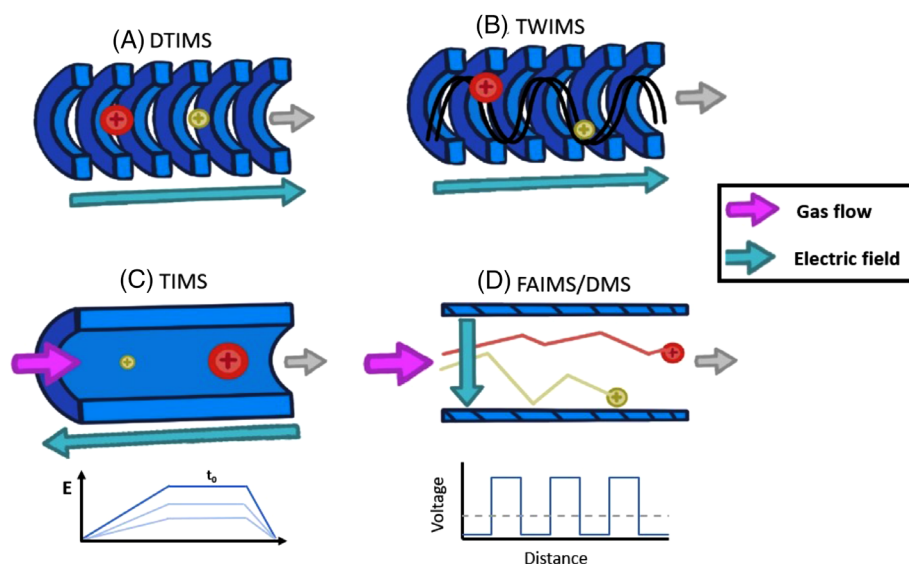 (A) DTIMS
(B) TWIMS
Gas flow
Electric field
(C) TIMS
(D) FAIMS/DMS
E
t₀
Voltage
Distance